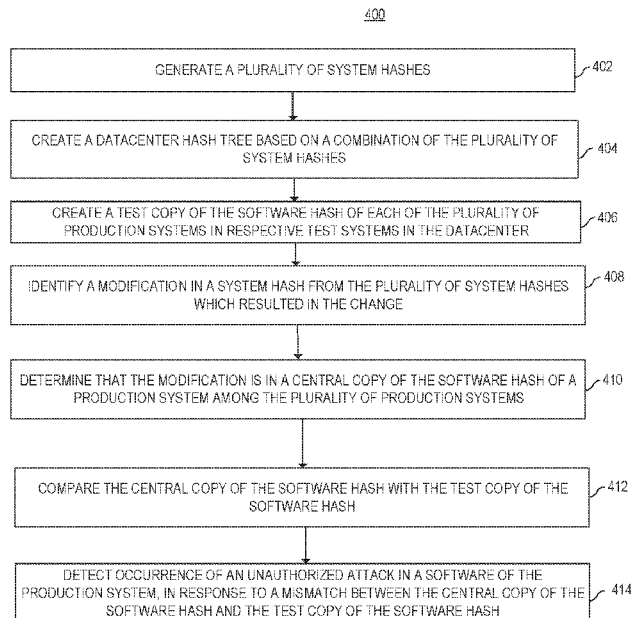 400
GENERATE A PLURALITY OF SYSTEM HASHES
402
CREATE A DATACENTER HASH TREE BASED ON A COMBINATION OF THE PLURALITY OF
SYSTEM HASHES
404
CREATE A TEST COPY OF THE SOFTWARE HASH OF EACH OF THE PLURALITY OF
PRODUCTION SYSTEMS IN RESPECTIVE TEST SYSTEMS IN THE DATACENTER
406
IDENTIFY A MODIFICATION IN A SYSTEM HASH FROM THE PLURALITY OF SYSTEM HASHES
WHICH RESULTED IN THE CHANGE
408
DETERMINE THAT THE MODIFICATION IS IN A CENTRAL COPY OF THE SOFTWARE HASH OF A
PRODUCTION SYSTEM AMONG THE PLURALITY OF PRODUCTION SYSTEMS
410
COMPARE THE CENTRAL COPY OF THE SOFTWARE HASH WITH THE TEST COPY OF THE
SOFTWARE HASH
412
DETECT OCCURRENCE OF AN UNAUTHORIZED ATTACK IN A SOFTWARE OF THE
PRODUCTION SYSTEM, IN RESPONSE TO A MISMATCH BETWEEN THE CENTRAL COPY OF THE
SOFTWARE HASH AND THE TEST COPY OF THE SOFTWARE HASH
414